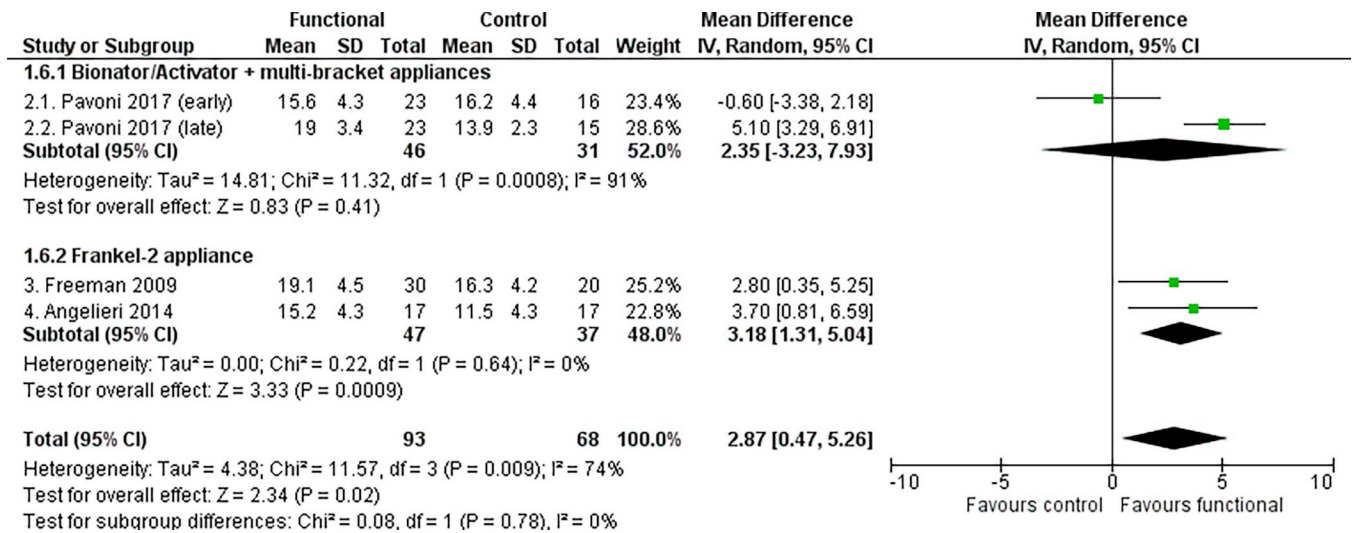 Functional Control Mean Difference Mean Difference
Study or Subgroup Mean SD Total Mean SD Total Weight IV, Random, 95% CI IV, Random, 95% CI
1.6.1 Bionator/Activator + multi-bracket appliances
2.1. Pavoni 2017 (early) 15.6 4.3 23 16.2 4.4 16 23.4% -0.60 [-3.38, 2.18]
2.2. Pavoni 2017 (late) 19 3.4 23 13.9 2.3 15 28.6% 5.10 [3.29, 6.91]
Subtotal (95% CI) 46 31 52.0% 2.35 [-3.23, 7.93]
Heterogeneity: Tau² = 14.81; Chi² = 11.32, df = 1 (P = 0.0008); I² = 91%
Test for overall effect: Z = 0.83 (P = 0.41)
1.6.2 Frankel-2 appliance
3. Freeman 2009 19.1 4.5 30 16.3 4.2 20 25.2% 2.80 [0.35, 5.25]
4. Angelieri 2014 15.2 4.3 17 11.5 4.3 17 22.8% 3.70 [0.81, 6.59]
Subtotal (95% CI) 47 37 48.0% 3.18 [1.31, 5.04]
Heterogeneity: Tau² = 0.00; Chi² = 0.22, df = 1 (P = 0.64); I² = 0%
Test for overall effect: Z = 3.33 (P = 0.0009)
Total (95% CI) 93 68 100.0% 2.87 [0.47, 5.26]
Heterogeneity: Tau² = 4.38; Chi² = 11.57, df = 3 (P = 0.009); I² = 74%
Test for overall effect: Z = 2.34 (P = 0.02)
Test for subgroup differences: Chi² = 0.08, df = 1 (P = 0.78), I² = 0%
-10 -5 0 5 10
Favours control Favours functional